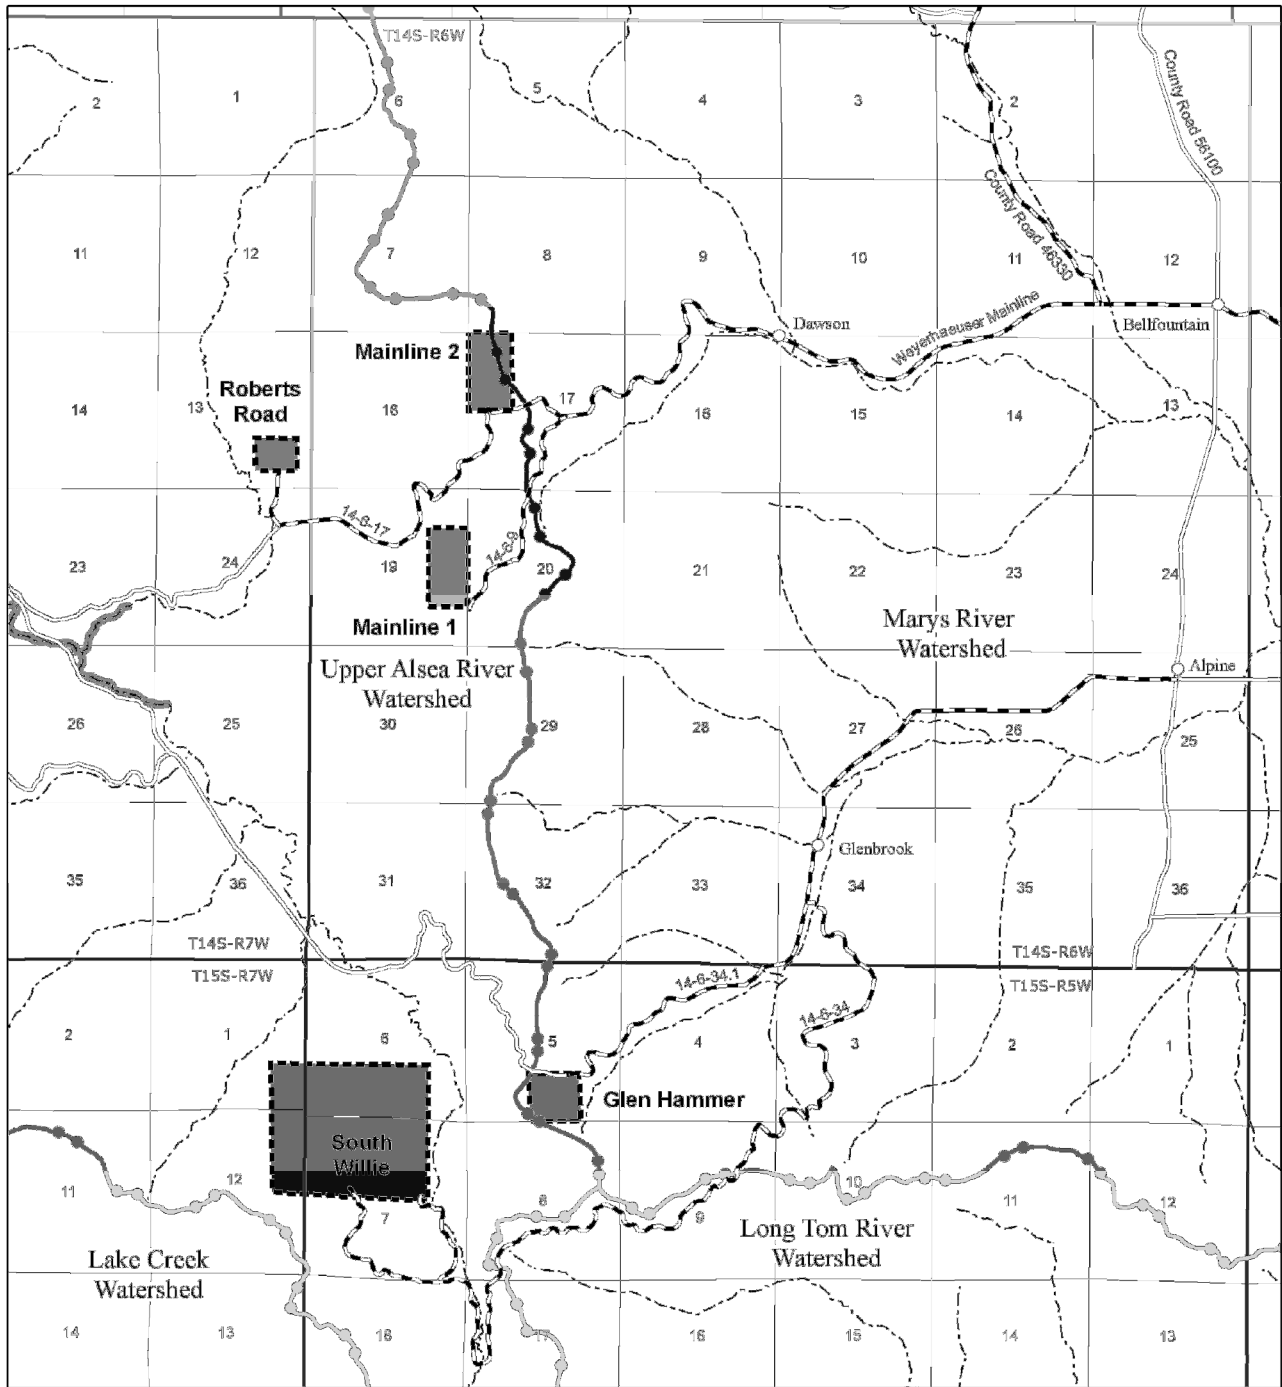 T14S-R6W
2
1
6
5
4
3
2
County Road 56100
11
12
7
8
9
10
11
12
County Road 46330
Weyerhaeuser Mainline
Dawson
Bellfountain
Mainline 2
Roberts
Road
14
13
18
17
16
15
14
13
14-6-17
14-6-9
23
24
19
20
21
22
23
24
Mainline 1
Marys River
Watershed
Upper Alsea River
Watershed
Alpine
26
25
30
29
28
27
26
25
Glenbrook
35
36
31
32
33
34
35
36
T14S-R7W
T14S-R6W
T15S-R7W
T15S-R5W
14-6-34.1
14-6-34
2
1
6
5
4
3
2
1
Glen Hammer
South
Willie
11
12
7
8
9
10
11
12
Long Tom River
Watershed
Lake Creek
Watershed
14
13
18
17
16
15
14
13